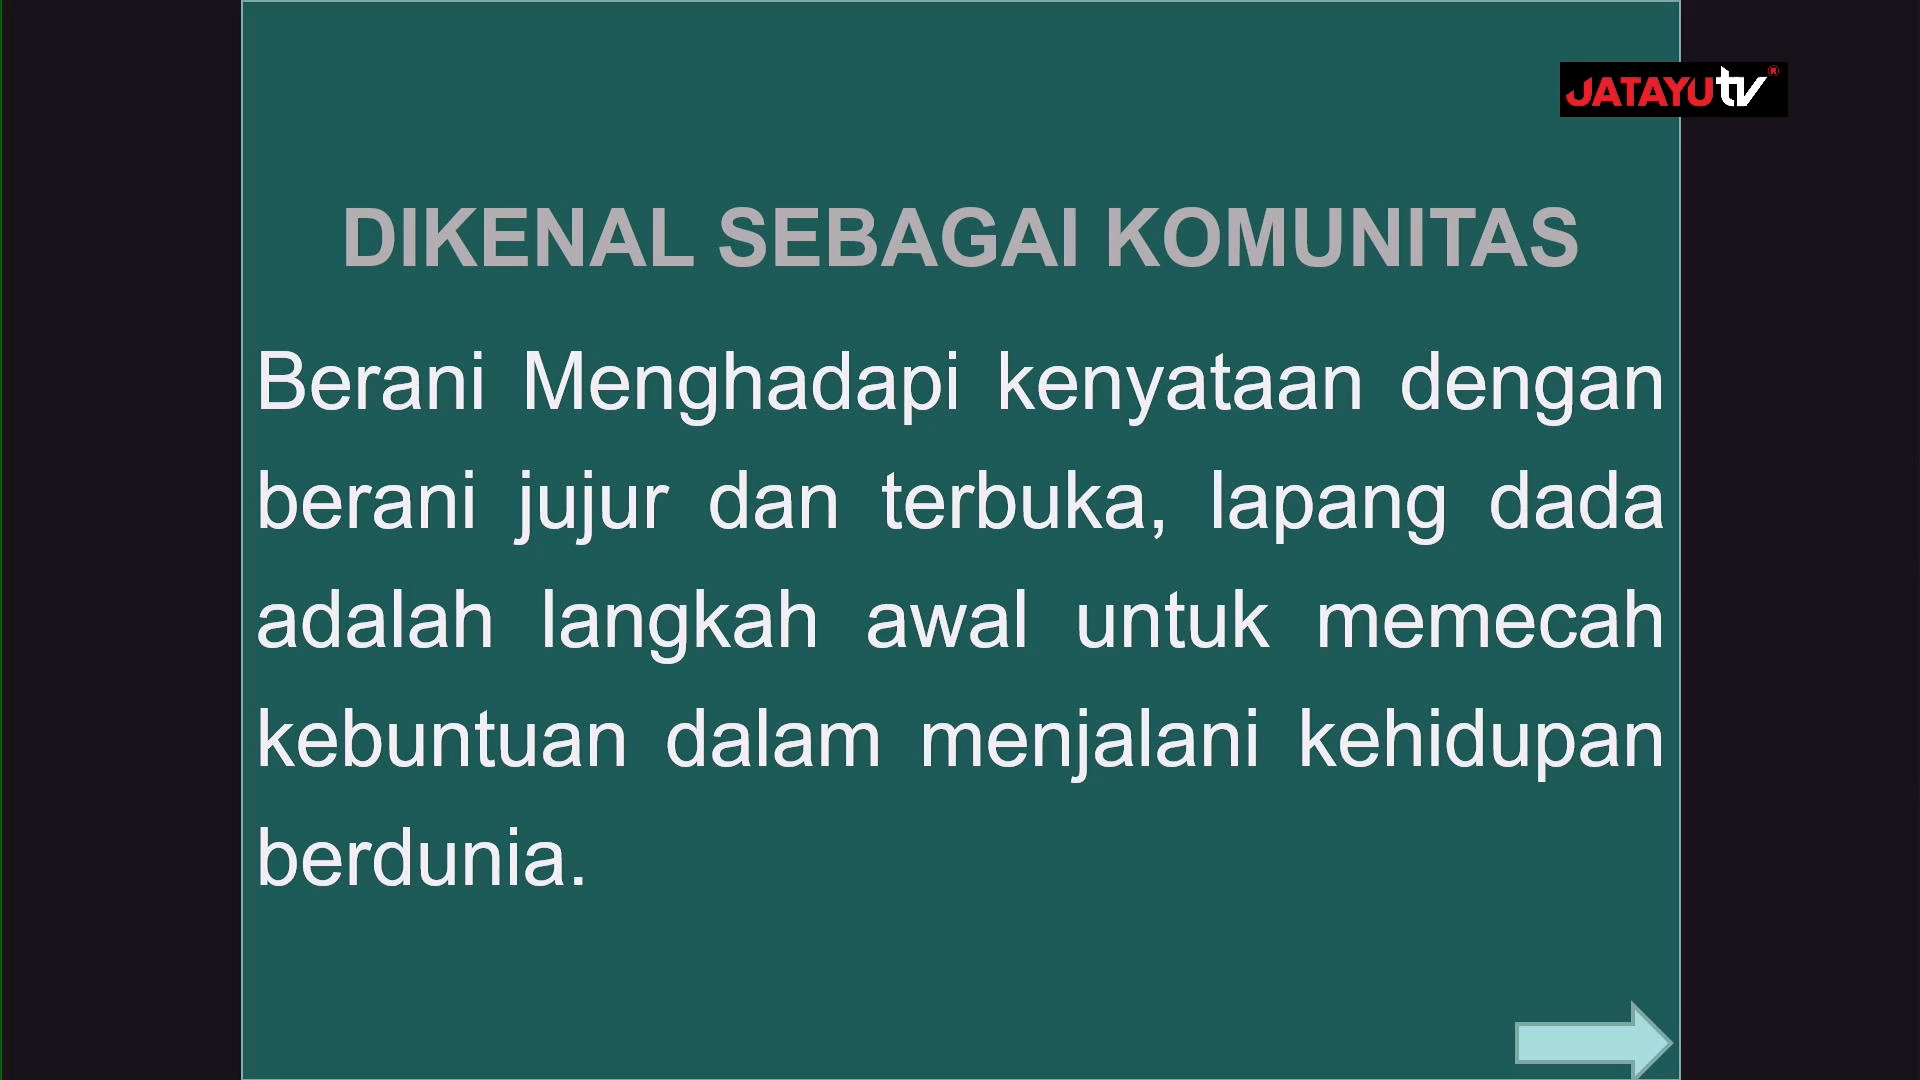 JATAYUtv®
DIKENAL SEBAGAI KOMUNITAS
Berani Menghadapi kenyataan dengan
berani jujur dan terbuka, lapang dada
adalah langkah awal untuk memecah
kebuntuan dalam menjalani kehidupan
berdunia.